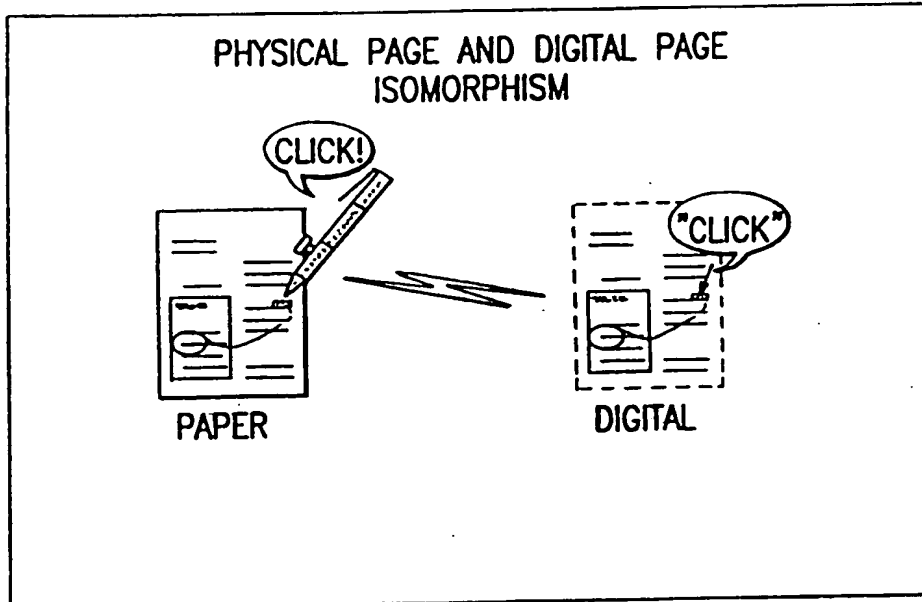 PHYSICAL PAGE AND DIGITAL PAGE
ISOMORPHISM
CLICK!
"CLICK"
PAPER
DIGITAL